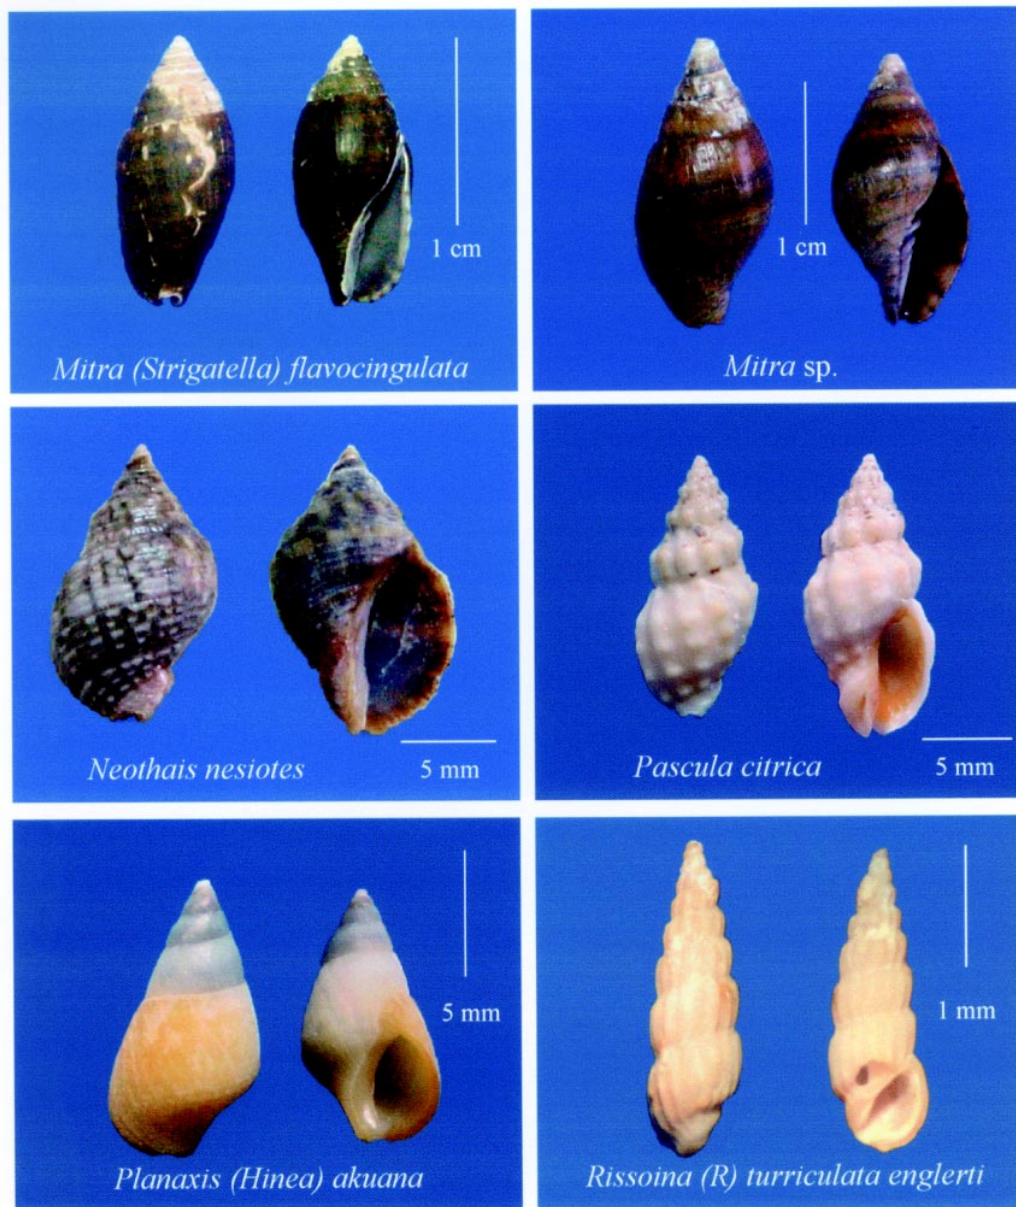 1 cm
Mitra (Strigatella) flavocingulata
1 cm
Mitra sp.
5 mm
Neothais nesiotes
5 mm
Pascula citrica
5 mm
Planaxis (Hinea) akuana
1 mm
Rissoina (R) turriculata englerti